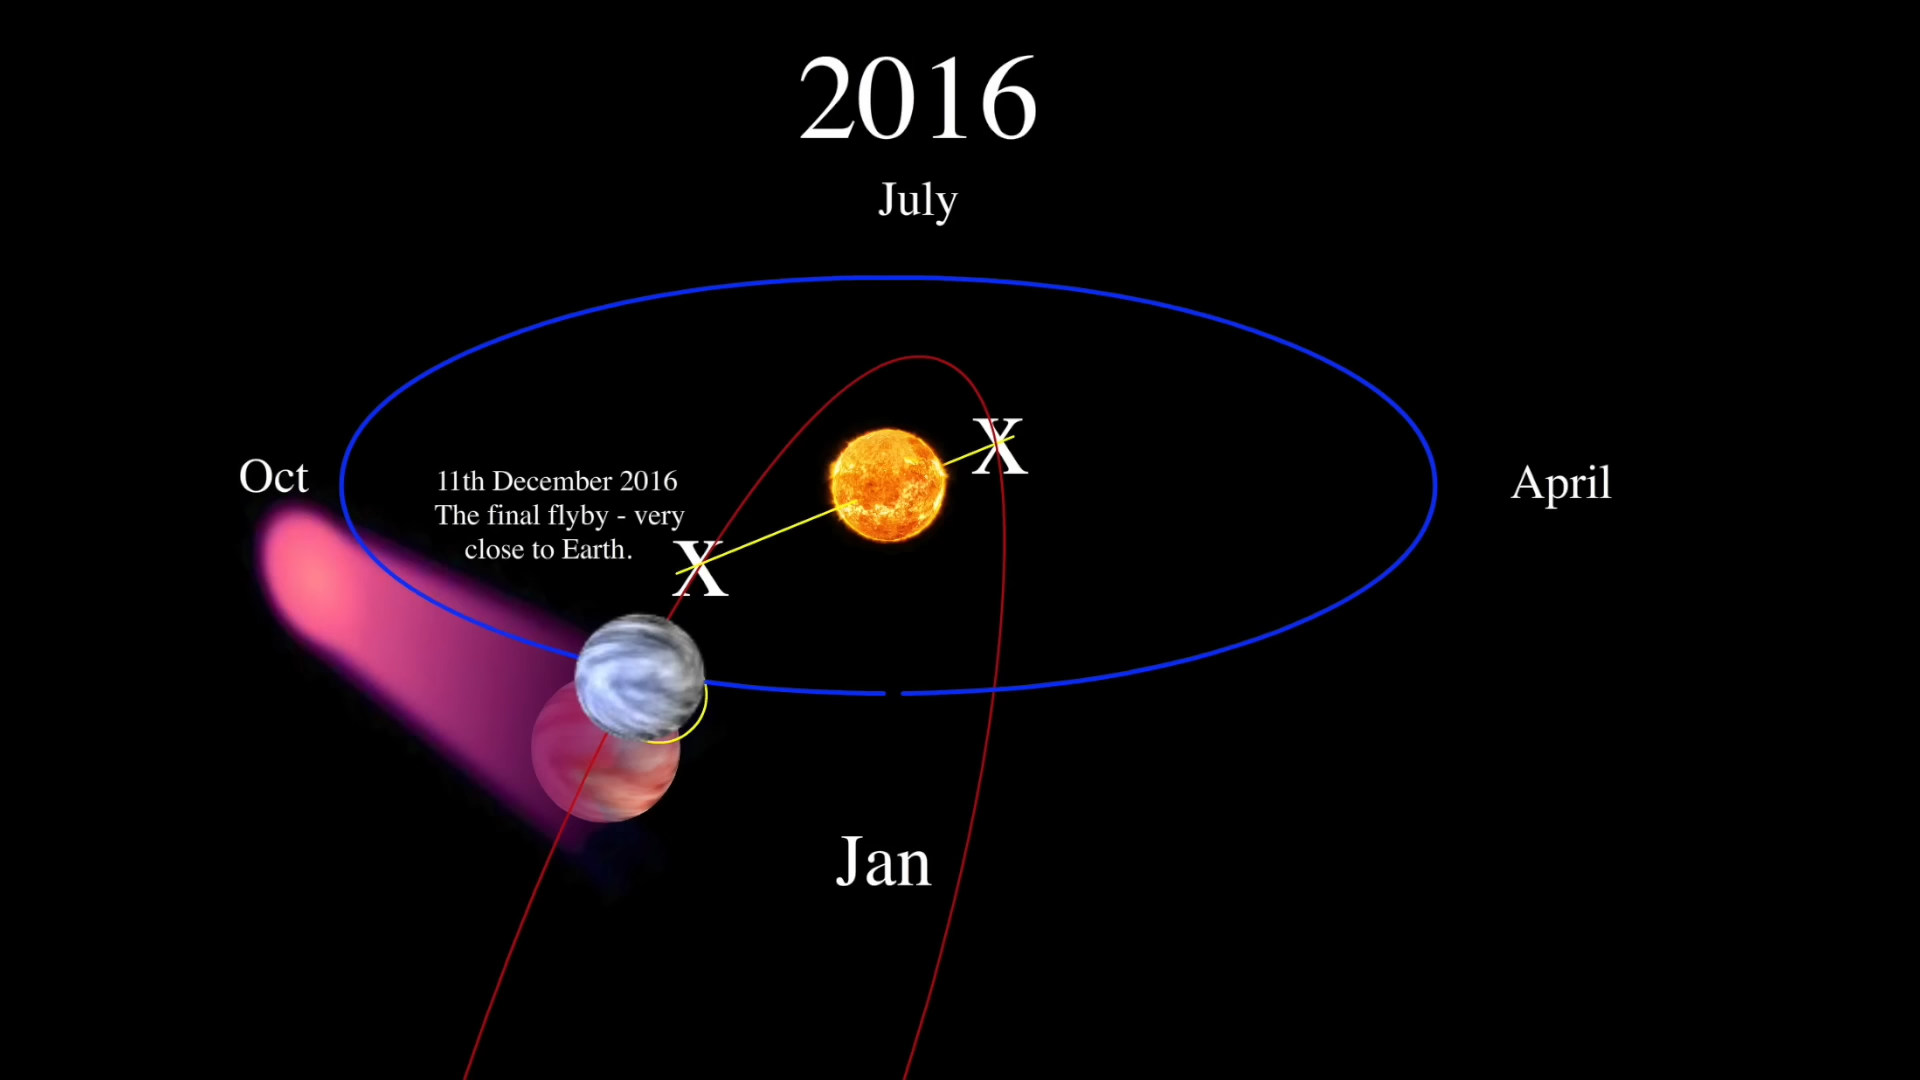 2016
July
Oct
11th December 2016
The final flyby - very
close to Earth.
X
X
April
Jan